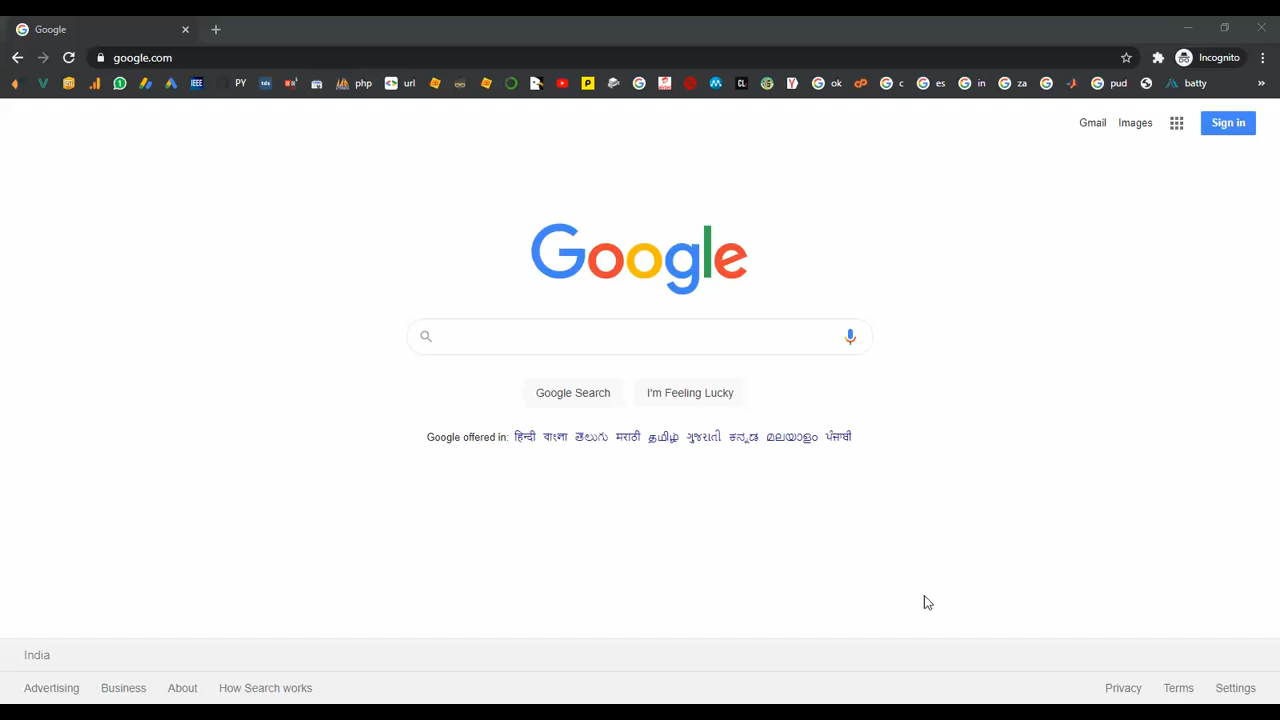 Google
google.com
Incognito
PY php url ok c es in za pud batty »
Gmail Images Sign in
Google
Google Search I'm Feeling Lucky
Google offered in: हिन्दी বাংলা తెలుగు मराठी தமிழ் ગુજરાતી ಕನ್ನಡ മലയാളം ਪੰਜਾਬੀ
India
Advertising Business About How Search works Privacy Terms Settings